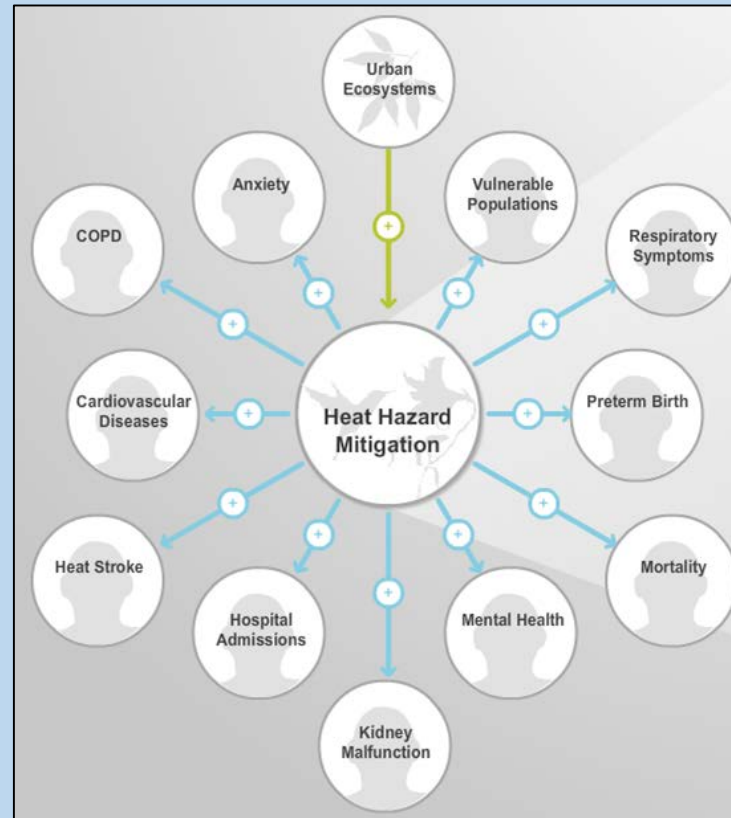 Urban
Ecosystems
Anxiety
Vulnerable
Populations
COPD
Respiratory
Symptoms
+
+
+
+
+
Cardiovascular
Diseases
+
Heat Hazard
Mitigation
+
Preterm Birth
+
+
Heat Stroke
+
+
Mortality
Hospital
Admissions
+
Mental Health
Kidney
Malfunction